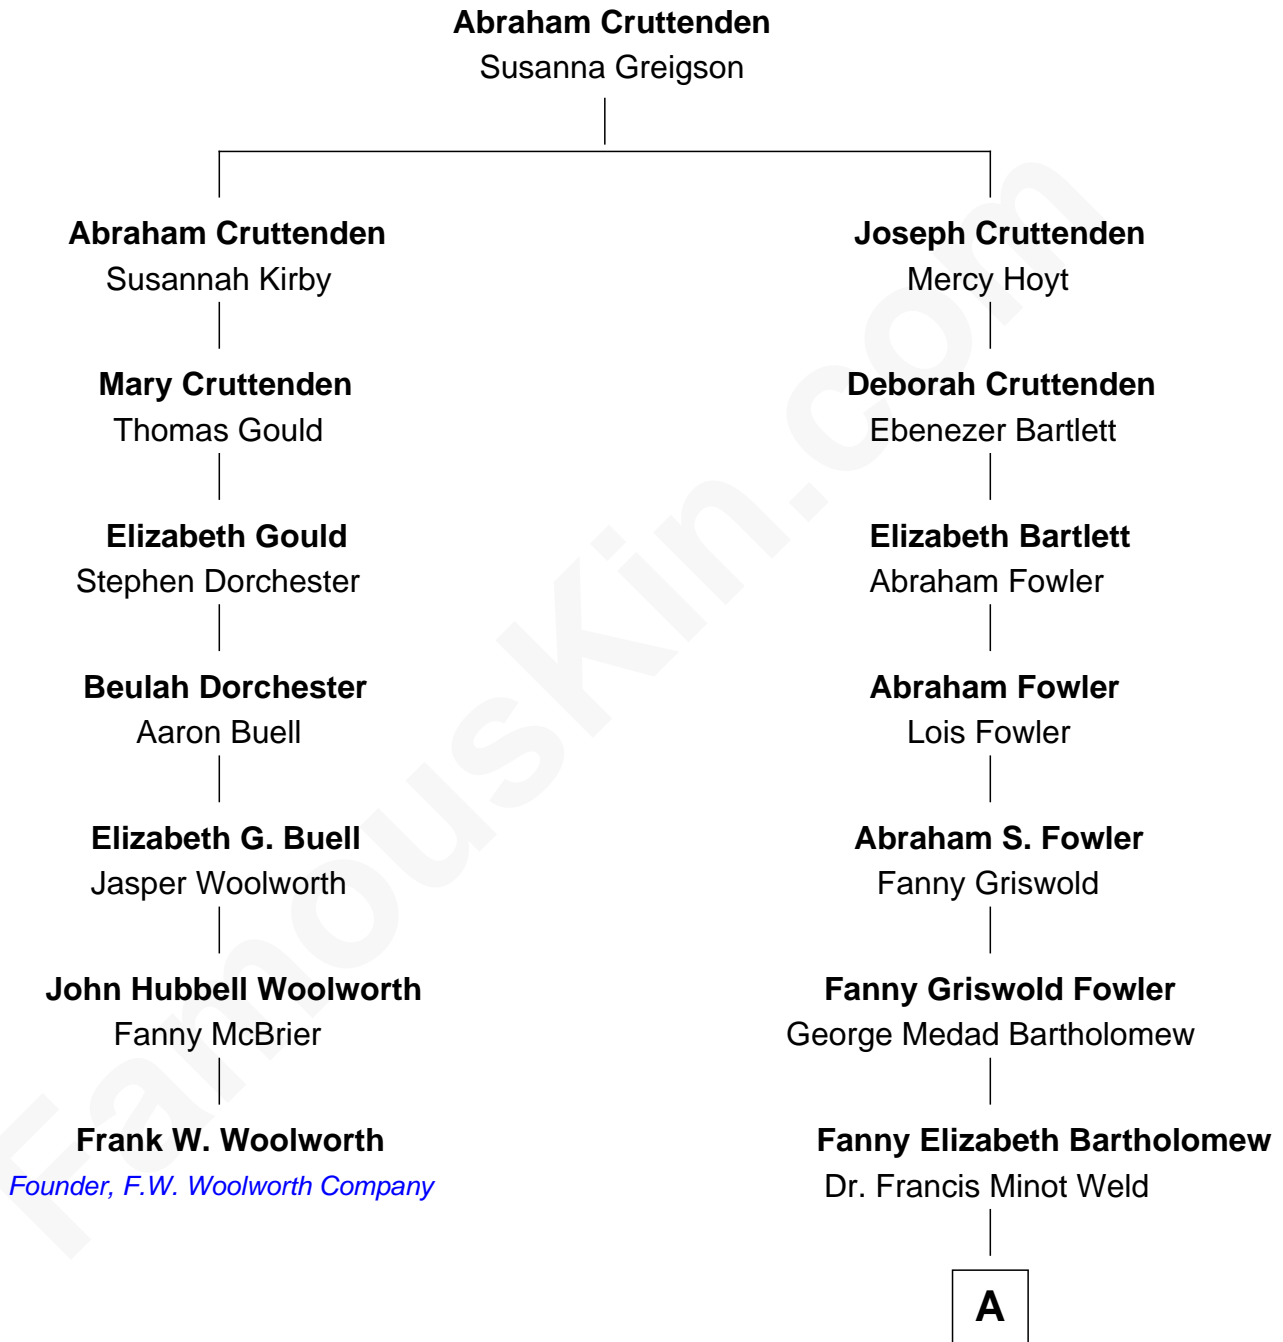 Abraham Cruttenden
Susanna Greigson
Abraham Cruttenden
Susannah Kirby
Joseph Cruttenden
Mercy Hoyt
Mary Cruttenden
Thomas Gould
Deborah Cruttenden
Ebenezer Bartlett
Elizabeth Gould
Stephen Dorchester
Elizabeth Bartlett
Abraham Fowler
Beulah Dorchester
Aaron Buell
Abraham Fowler
Lois Fowler
Elizabeth G. Buell
Jasper Woolworth
Abraham S. Fowler
Fanny Griswold
John Hubbell Woolworth
Fanny McBrier
Fanny Griswold Fowler
George Medad Bartholomew
Frank W. Woolworth
Founder, F.W. Woolworth Company
Fanny Elizabeth Bartholomew
Dr. Francis Minot Weld
A
FamousKin.com